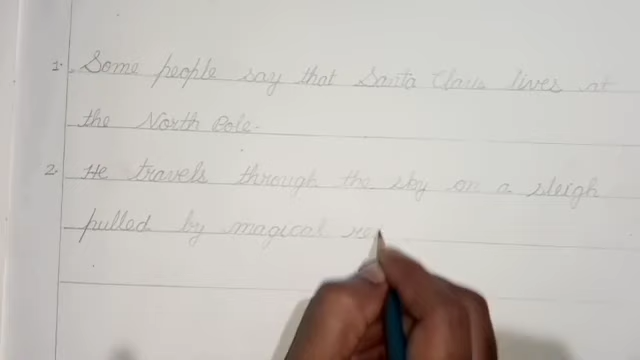 1. Some people say that Santa Claus lives at
the North Pole.
2. He travels through the sky on a sleigh
pulled by magical re